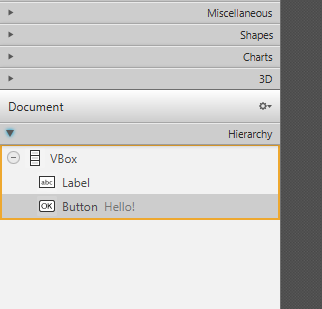 Miscellaneous
Shapes
Charts
3D
Document
Hierarchy
VBox
abc Label
OK Button Hello!